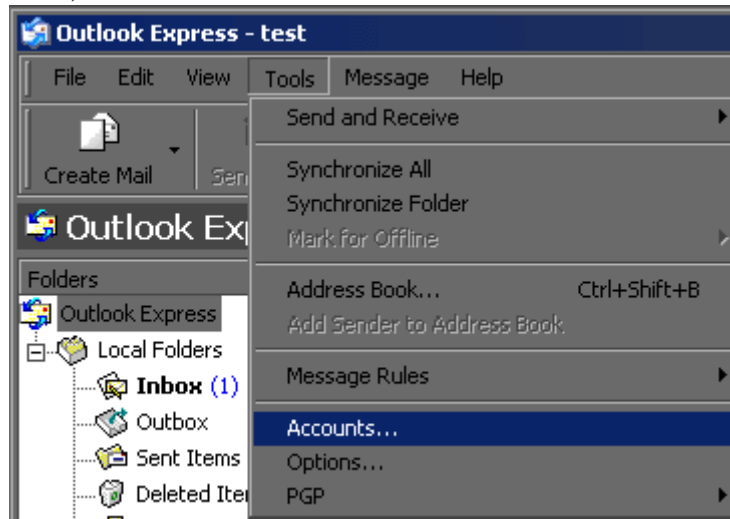 Outlook Express - test
File Edit View Tools Message Help
Send and Receive
Create Mail
Synchronize All
Synchronize Folder
Mark for Offline
Outlook Ex
Folders
Address Book... Ctrl+Shift+B
Add Sender to Address Book
Outlook Express
Local Folders
Message Rules
Inbox (1)
Outbox
Accounts...
Sent Items
Options...
Deleted Ite
PGP